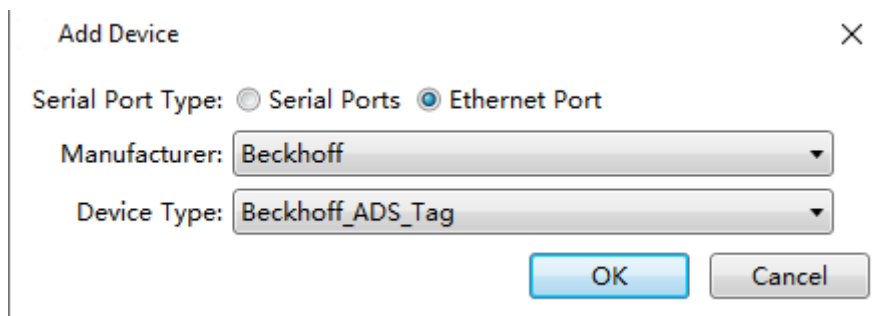 Add Device
Serial Port Type: Serial Ports Ethernet Port
Manufacturer: Beckhoff
Device Type: Beckhoff_ADS_Tag
OK Cancel